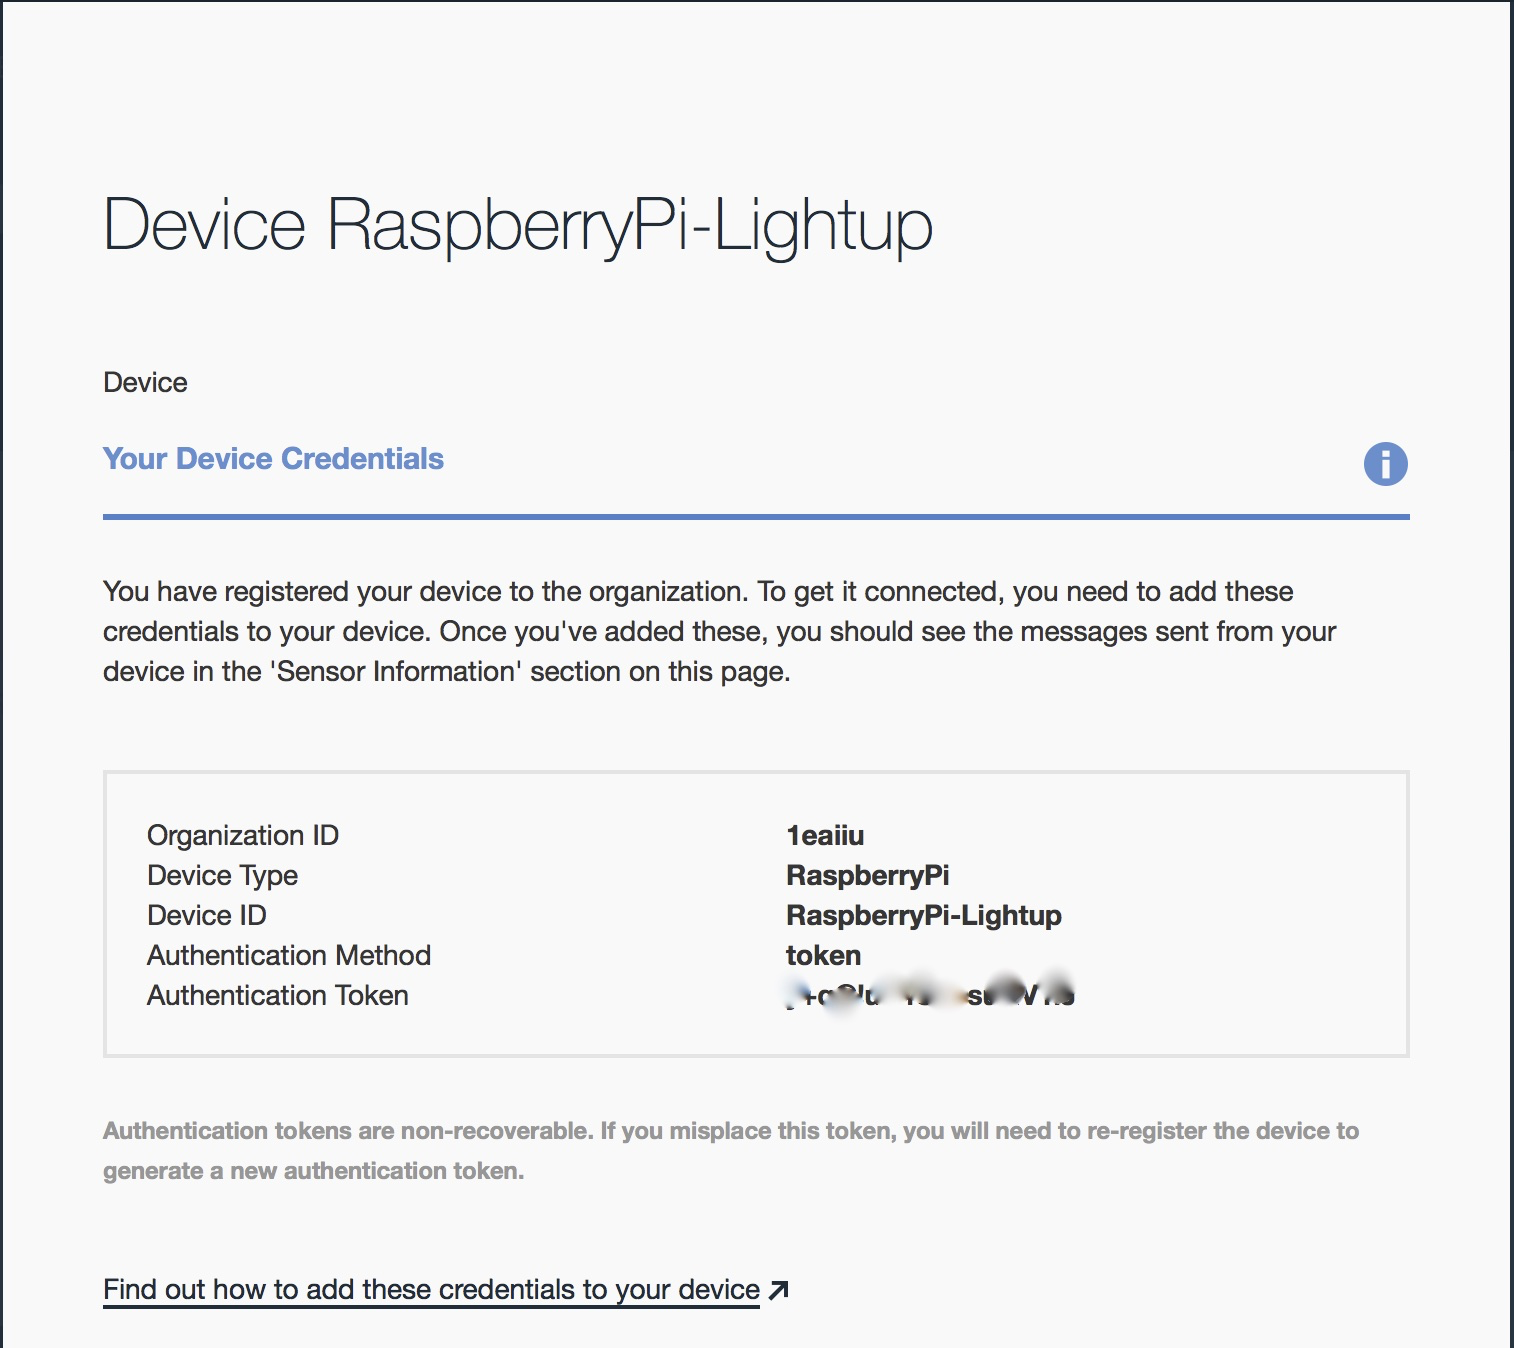 Device RaspberryPi-Lightup
Device
Your Device Credentials
You have registered your device to the organization. To get it connected, you need to add these
credentials to your device. Once you've added these, you should see the messages sent from your
device in the 'Sensor Information' section on this page.
Organization ID 1eaiiu
Device Type RaspberryPi
Device ID RaspberryPi-Lightup
Authentication Method token
Authentication Token
Authentication tokens are non-recoverable. If you misplace this token, you will need to re-register the device to
generate a new authentication token.
Find out how to add these credentials to your device